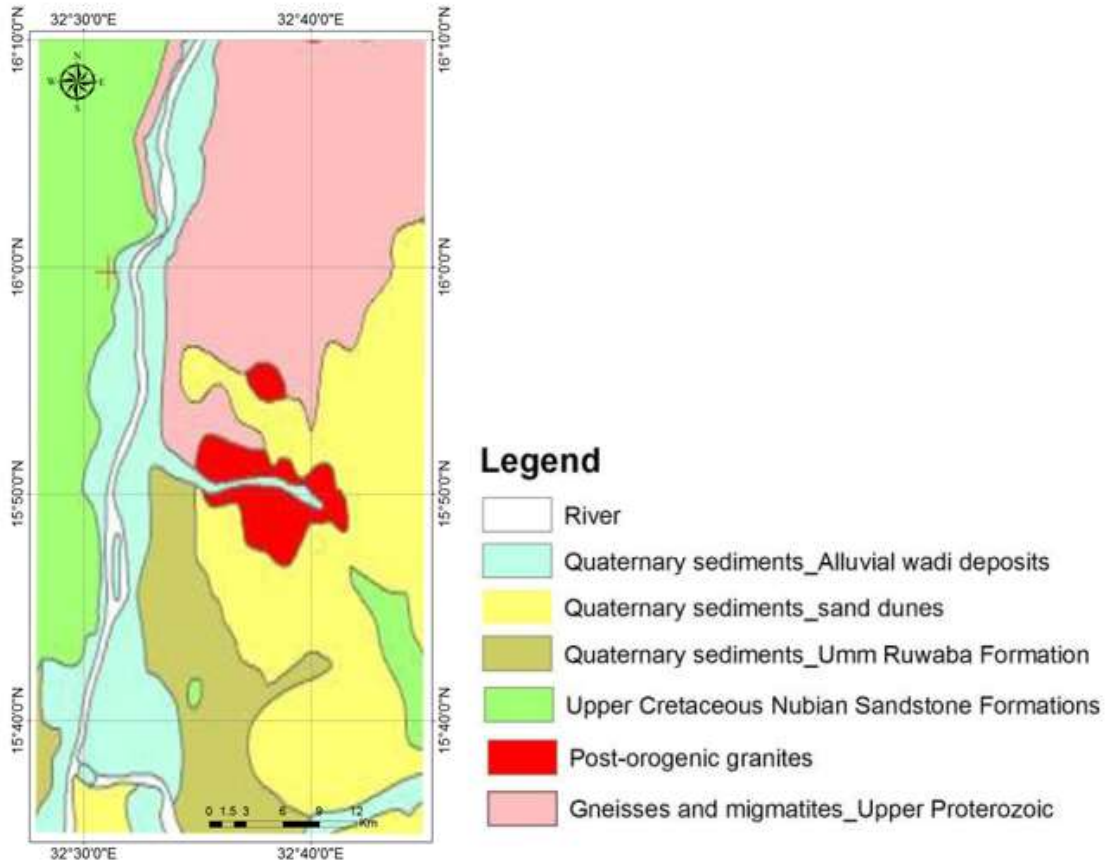 32°30'0"E 32°40'0"E
16°10'0"N 16°10'0"N
N
W E
S
16°0'0"N 16°0'0"N
15°50'0"N 15°50'0"N
15°40'0"N 15°40'0"N
0 1.5 3 6 9 12
Km
32°30'0"E 32°40'0"E
Legend
River
Quaternary sediments_Alluvial wadi deposits
Quaternary sediments_sand dunes
Quaternary sediments_Umm Ruwaba Formation
Upper Cretaceous Nubian Sandstone Formations
Post-orogenic granites
Gneisses and migmatites_Upper Proterozoic